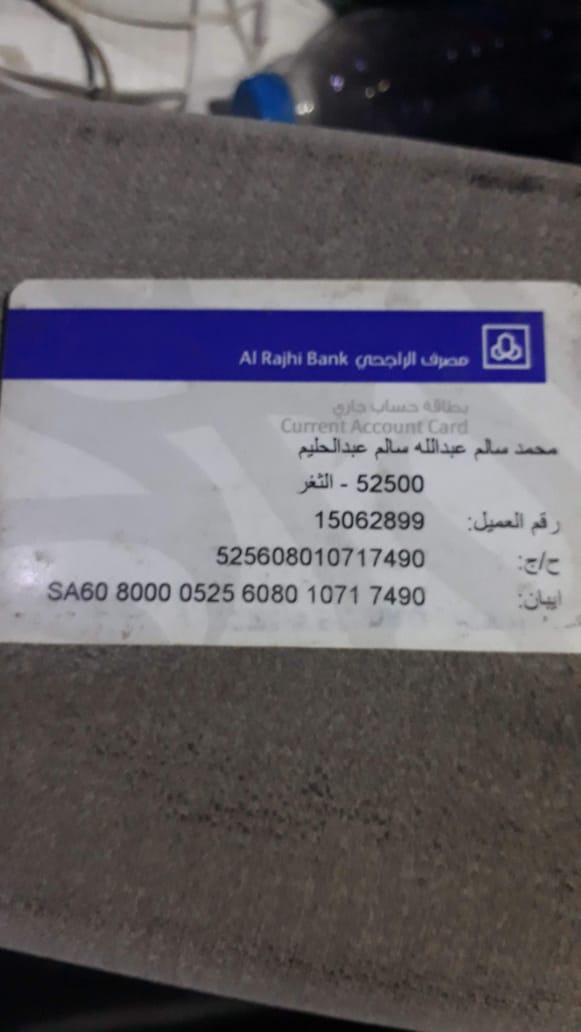 Al Rajhi Bank مصرف الراجحي
بطاقة حساب جاري
Current Account Card
محمد سالم عبدالله سالم عبدالحليم
52500 - الثغر
رقم العميل: 15062899
ح/ج: 525608010717490
ايبان: SA60 8000 0525 6080 1071 7490